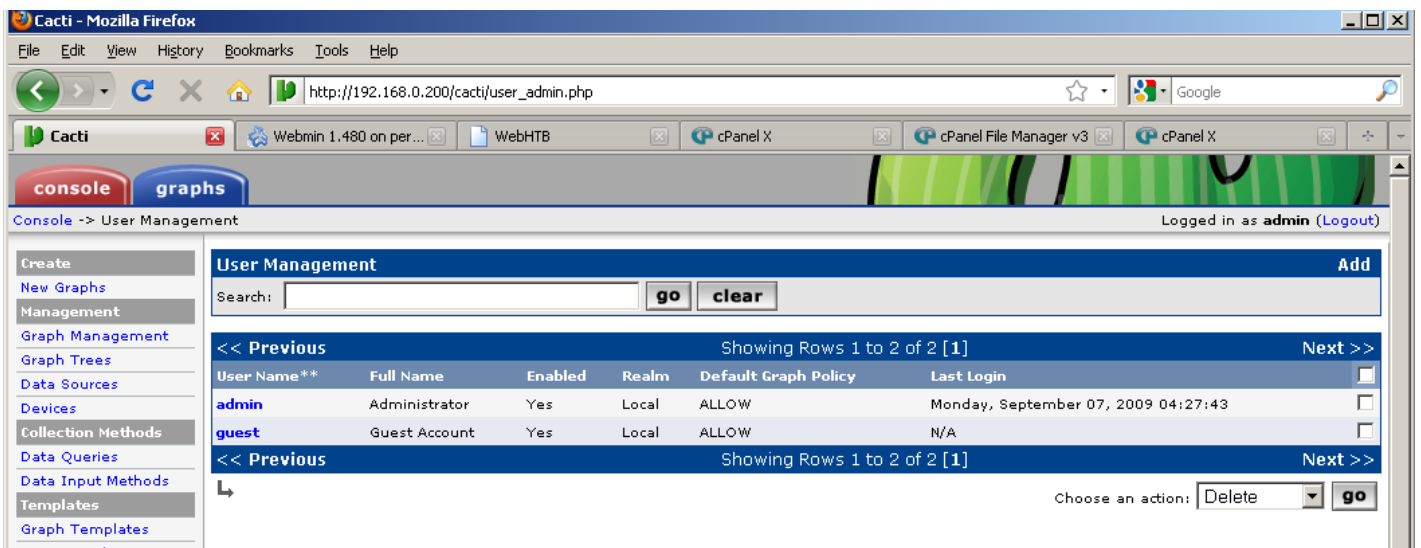 Cacti - Mozilla Firefox
File Edit View History Bookmarks Tools Help
http://192.168.0.200/cacti/user_admin.php Google
Cacti Webmin 1.480 on per... WebHTB cPanel X cPanel File Manager v3 cPanel X
console graphs
Console -> User Management Logged in as admin (Logout)
Create
New Graphs
Management
Graph Management
Graph Trees
Data Sources
Devices
Collection Methods
Data Queries
Data Input Methods
Templates
Graph Templates
User Management Add
Search: go clear
<< Previous Showing Rows 1 to 2 of 2 [1] Next >>
User Name** Full Name Enabled Realm Default Graph Policy Last Login
admin Administrator Yes Local ALLOW Monday, September 07, 2009 04:27:43
guest Guest Account Yes Local ALLOW N/A
<< Previous Showing Rows 1 to 2 of 2 [1] Next >>
Choose an action: Delete go